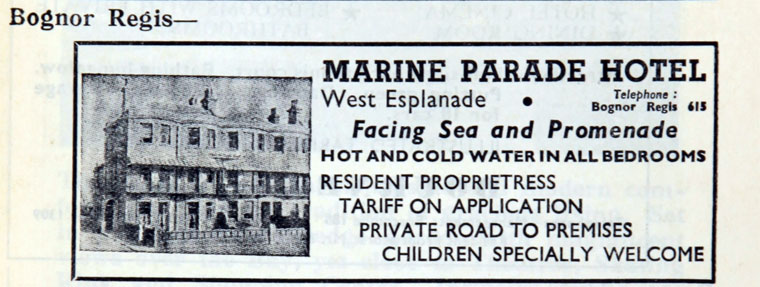 Bognor Regis—
MARINE PARADE HOTEL
West Esplanade • Telephone :
Bognor Regis 615
Facing Sea and Promenade
HOT AND COLD WATER IN ALL BEDROOMS
RESIDENT PROPRIETRESS
TARIFF ON APPLICATION
PRIVATE ROAD TO PREMISES
CHILDREN SPECIALLY WELCOME